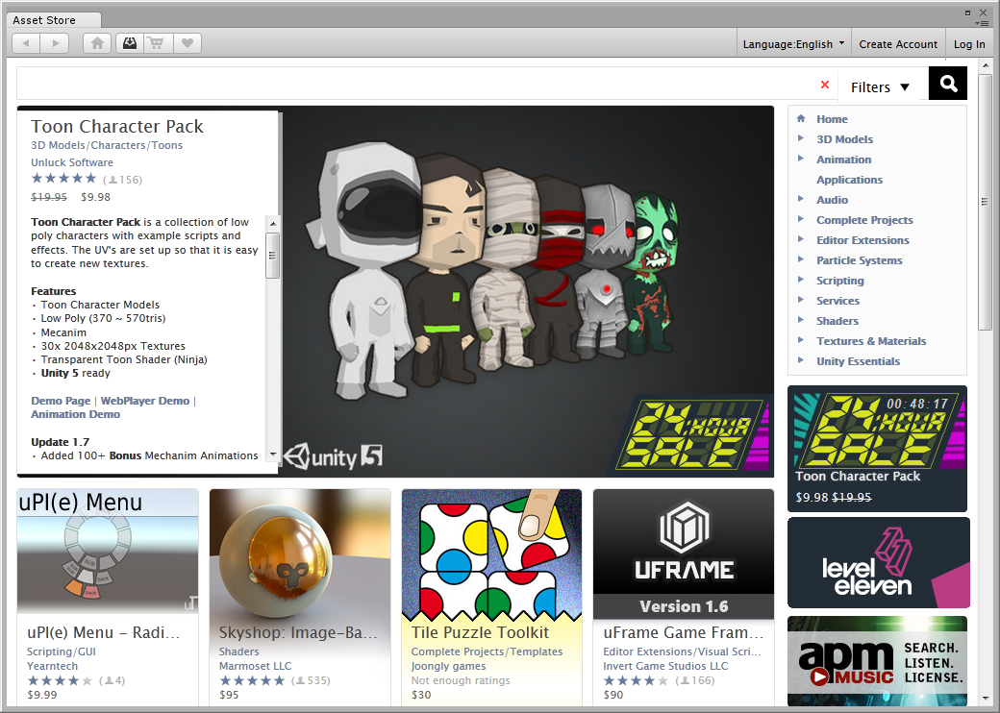 Asset Store
Language:English
Create Account
Log In
Filters
Toon Character Pack
3D Models/Characters/Toons
Unluck Software
(156)
$19.95 $9.98
Toon Character Pack is a collection of low
poly characters with example scripts and
effects. The UV's are set up so that it is easy
to create new textures.
Features
• Toon Character Models
• Low Poly (370 ~ 570tris)
• Mecanim
• 30x 2048x2048px Textures
• Transparent Toon Shader (Ninja)
• Unity 5 ready
Demo Page | WebPlayer Demo |
Animation Demo
Update 1.7
• Added 100+ Bonus Mechanim Animations
unity 5
24:HOUR
SALE
Home
3D Models
Animation
Applications
Audio
Complete Projects
Editor Extensions
Particle Systems
Scripting
Services
Shaders
Textures & Materials
Unity Essentials
00:48:17
24:HOUR
SALE
Toon Character Pack
$9.98 $19.95
level
eleven
apm
MUSIC
SEARCH.
LISTEN.
LICENSE.
uPI(e) Menu
back
back
uPI(e) Menu - Radi...
Scripting/GUI
Yearntech
(4)
$9.99
Skyshop: Image-Ba...
Shaders
Marmoset LLC
(535)
$95
Tile Puzzle Toolkit
Complete Projects/Templates
Joongly games
Not enough ratings
$30
UFRAME
Version 1.6
uFrame Game Fram...
Editor Extensions/Visual Scri...
Invert Game Studios LLC
(166)
$90